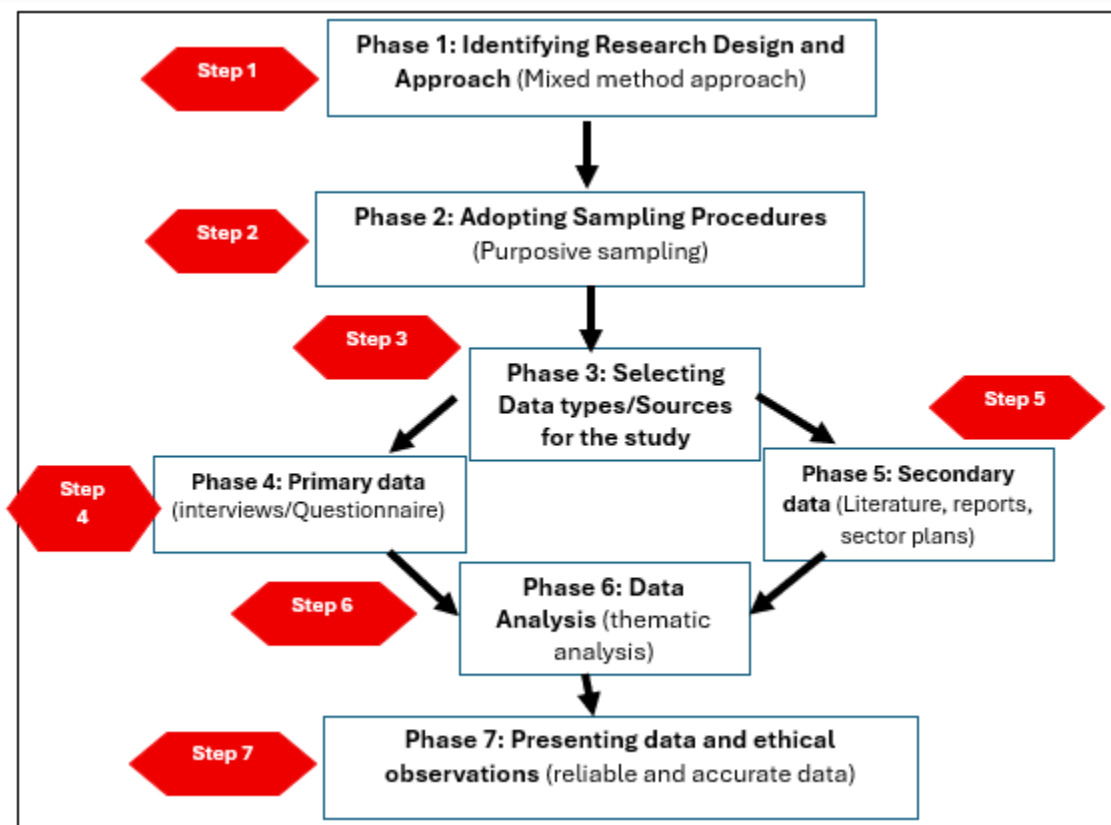 Step 1
Phase 1: Identifying Research Design and
Approach (Mixed method approach)
Step 2
Phase 2: Adopting Sampling Procedures
(Purposive sampling)
Step 3
Phase 3: Selecting
Data types/Sources
for the study
Step 4
Phase 4: Primary data
(interviews/Questionnaire)
Step 5
Phase 5: Secondary
data (Literature, reports,
sector plans)
Step 6
Phase 6: Data
Analysis (thematic
analysis)
Step 7
Phase 7: Presenting data and ethical
observations (reliable and accurate data)